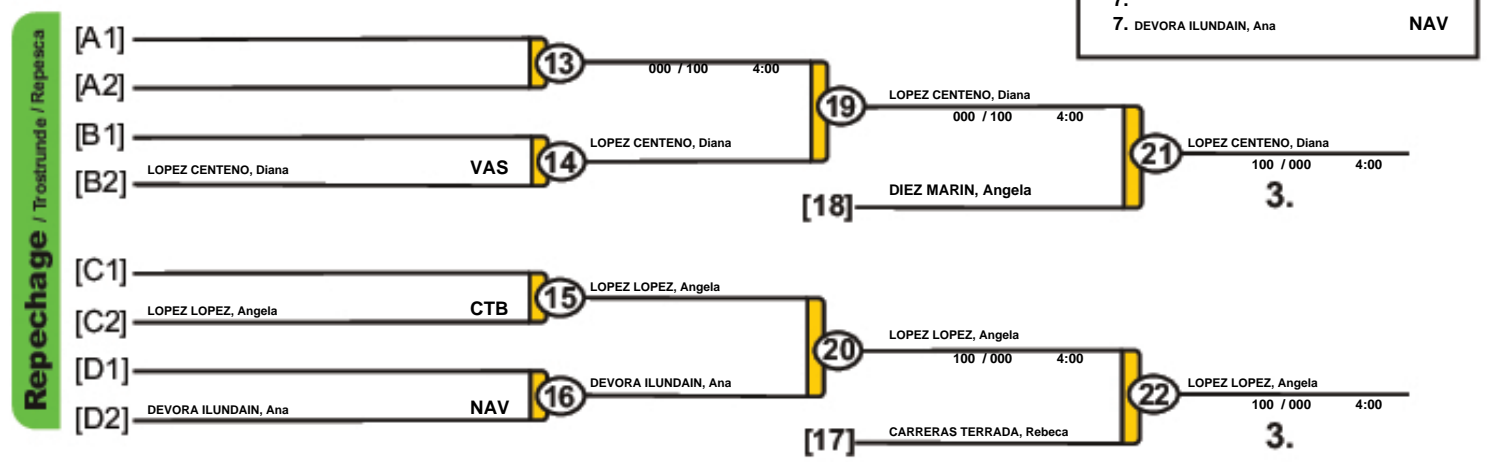 7.
7. DEVORA ILUNDAIN, Ana NAV
Repechage / Trostrunde / Repesca
[A1]
13
000 / 100 4:00
[A2]
19
LOPEZ CENTENO, Diana
000 / 100 4:00
[B1]
14
LOPEZ CENTENO, Diana
[B2]
LOPEZ CENTENO, Diana VAS
21
LOPEZ CENTENO, Diana
100 / 000 4:00
3.
[18]
DIEZ MARIN, Angela
[C1]
15
LOPEZ LOPEZ, Angela
[C2]
LOPEZ LOPEZ, Angela CTB
20
LOPEZ LOPEZ, Angela
100 / 000 4:00
[D1]
16
DEVORA ILUNDAIN, Ana
[D2]
DEVORA ILUNDAIN, Ana NAV
22
LOPEZ LOPEZ, Angela
100 / 000 4:00
3.
[17]
CARRERAS TERRADA, Rebeca